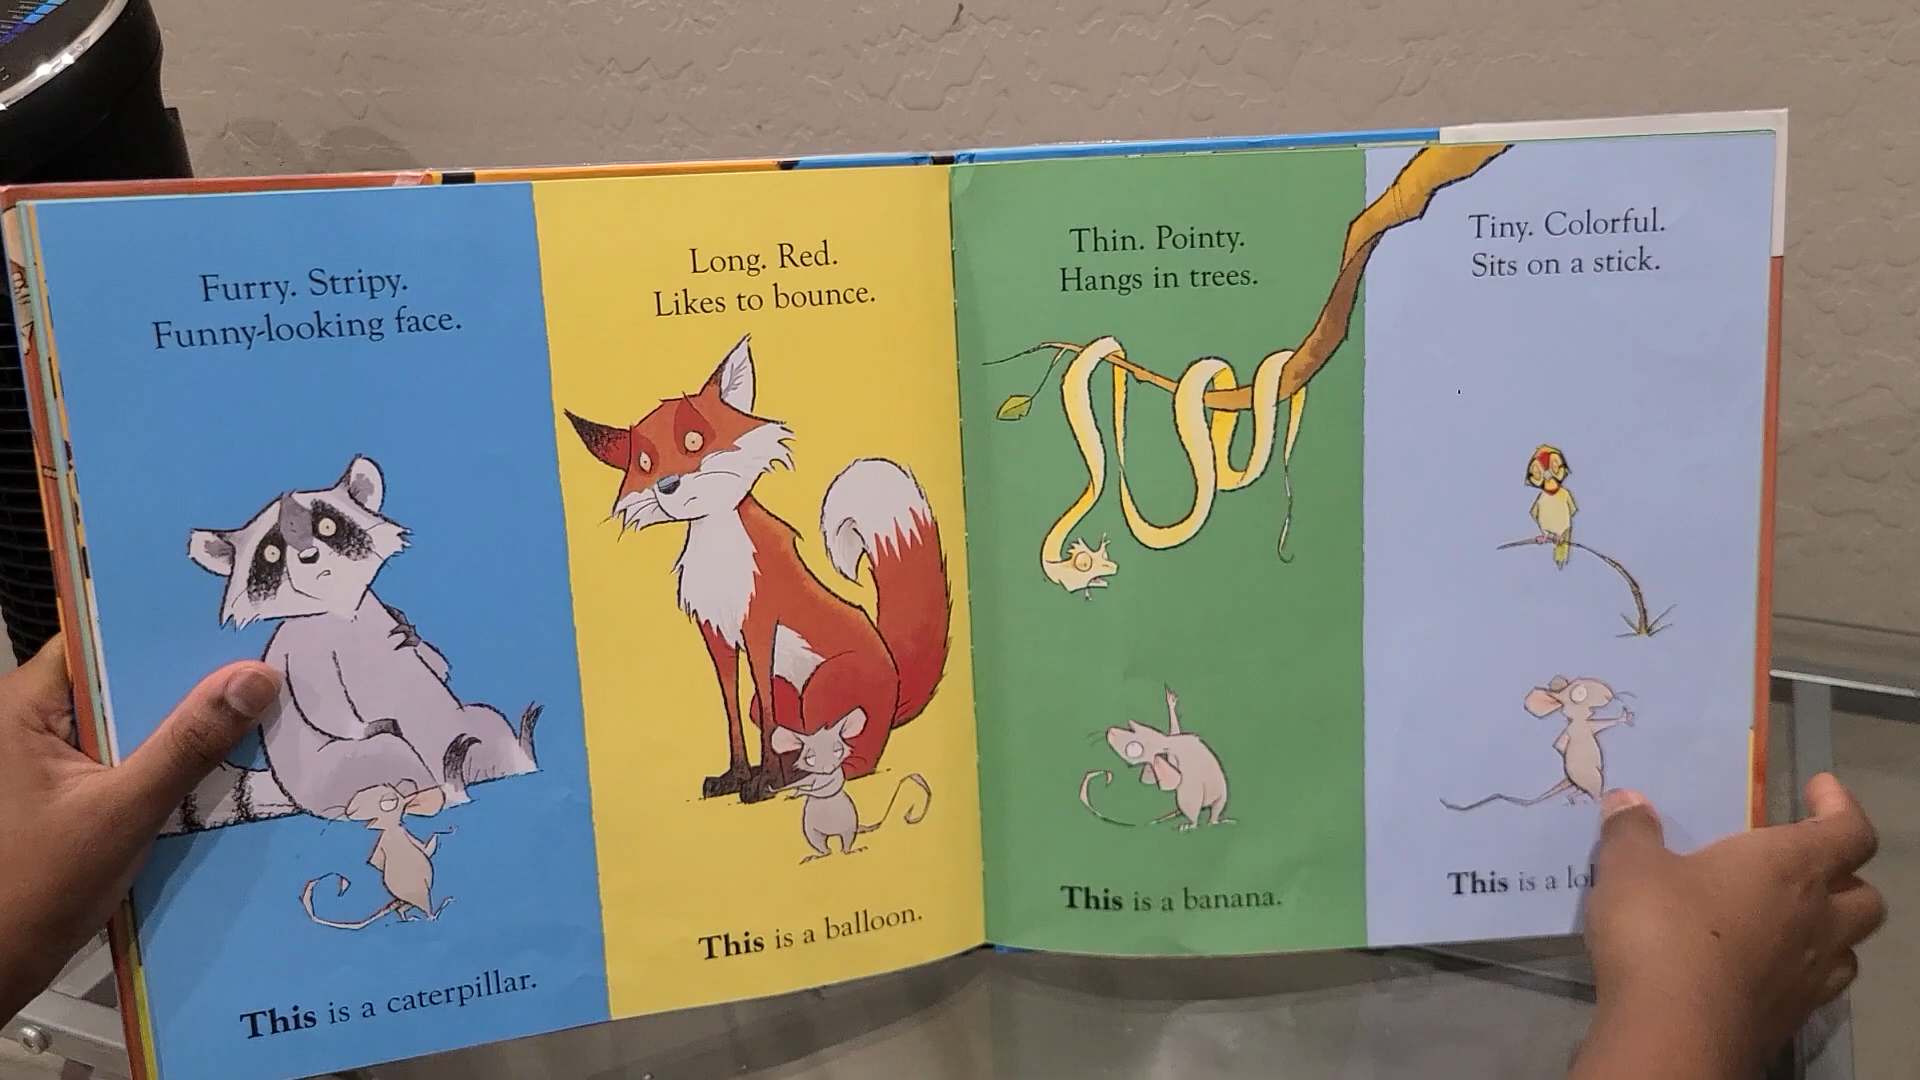 Furry. Stripy.
Funny-looking face.
This is a caterpillar.
Long. Red.
Likes to bounce.
This is a balloon.
Thin. Pointy.
Hangs in trees.
This is a banana.
Tiny. Colorful.
Sits on a stick.
This is a